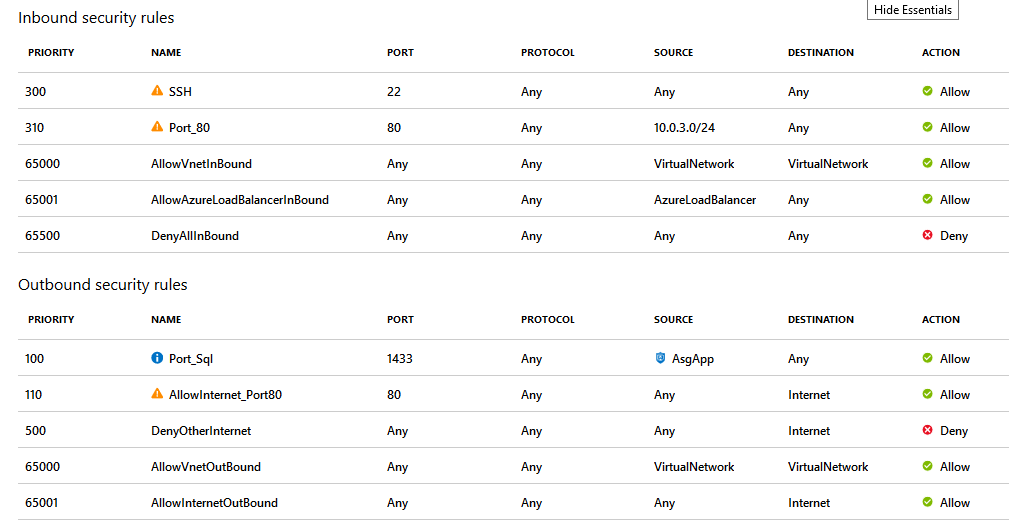 Hide Essentials
Inbound security rules
PRIORITY NAME PORT PROTOCOL SOURCE DESTINATION ACTION
300 SSH 22 Any Any Any Allow
310 Port_80 80 Any 10.0.3.0/24 Any Allow
65000 AllowVnetInBound Any Any VirtualNetwork VirtualNetwork Allow
65001 AllowAzureLoadBalancerInBound Any Any AzureLoadBalancer Any Allow
65500 DenyAllInBound Any Any Any Any Deny
Outbound security rules
PRIORITY NAME PORT PROTOCOL SOURCE DESTINATION ACTION
100 Port_Sql 1433 Any AsgApp Any Allow
110 AllowInternet_Port80 80 Any Any Internet Allow
500 DenyOtherInternet Any Any Any Internet Deny
65000 AllowVnetOutBound Any Any VirtualNetwork VirtualNetwork Allow
65001 AllowInternetOutBound Any Any Any Internet Allow